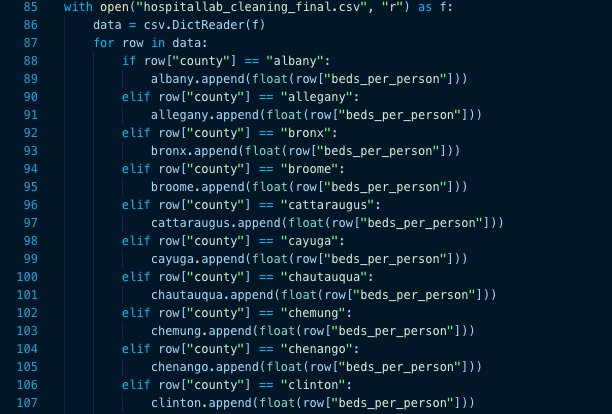 85 with open("hospitallab_cleaning_final.csv", "r") as f:
86     data = csv.DictReader(f)
87     for row in data:
88         if row["county"] == "albany":
89             albany.append(float(row["beds_per_person"]))
90         elif row["county"] == "allegany":
91             allegany.append(float(row["beds_per_person"]))
92         elif row["county"] == "bronx":
93             bronx.append(float(row["beds_per_person"]))
94         elif row["county"] == "broome":
95             broome.append(float(row["beds_per_person"]))
96         elif row["county"] == "cattaraugus":
97             cattaraugus.append(float(row["beds_per_person"]))
98         elif row["county"] == "cayuga":
99             cayuga.append(float(row["beds_per_person"]))
100         elif row["county"] == "chautauqua":
101             chautauqua.append(float(row["beds_per_person"]))
102         elif row["county"] == "chemung":
103             chemung.append(float(row["beds_per_person"]))
104         elif row["county"] == "chenango":
105             chenango.append(float(row["beds_per_person"]))
106         elif row["county"] == "clinton":
107             clinton.append(float(row["beds_per_person"]))